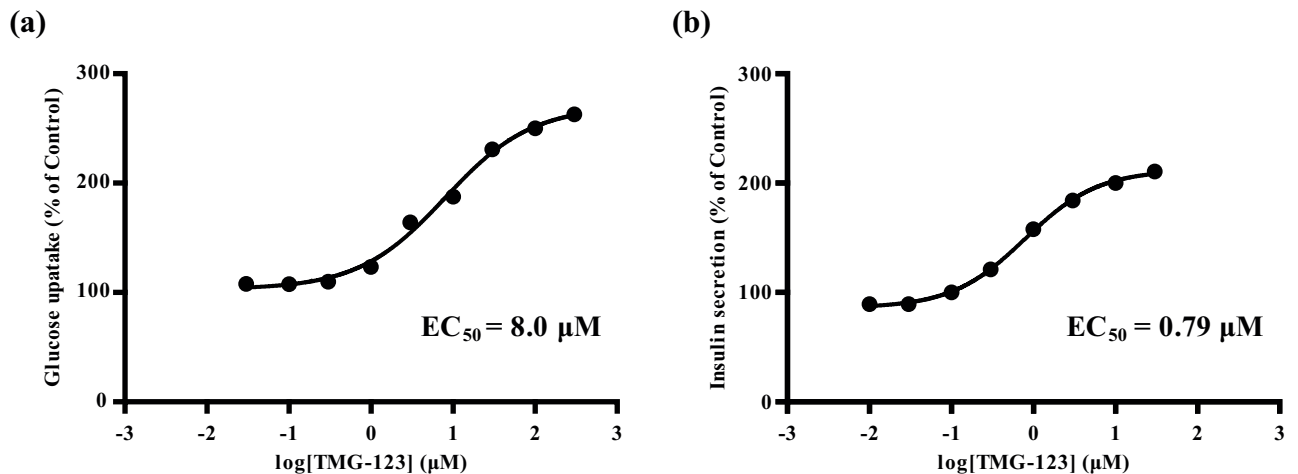 (a)
Glucose upatake (% of Control)
300
200
100
0
-3 -2 -1 0 1 2 3
log[TMG-123] (µM)
EC50 = 8.0 µM
(b)
Insulin secretion (% of Control)
300
200
100
0
-3 -2 -1 0 1 2 3
log[TMG-123] (µM)
EC50 = 0.79 µM